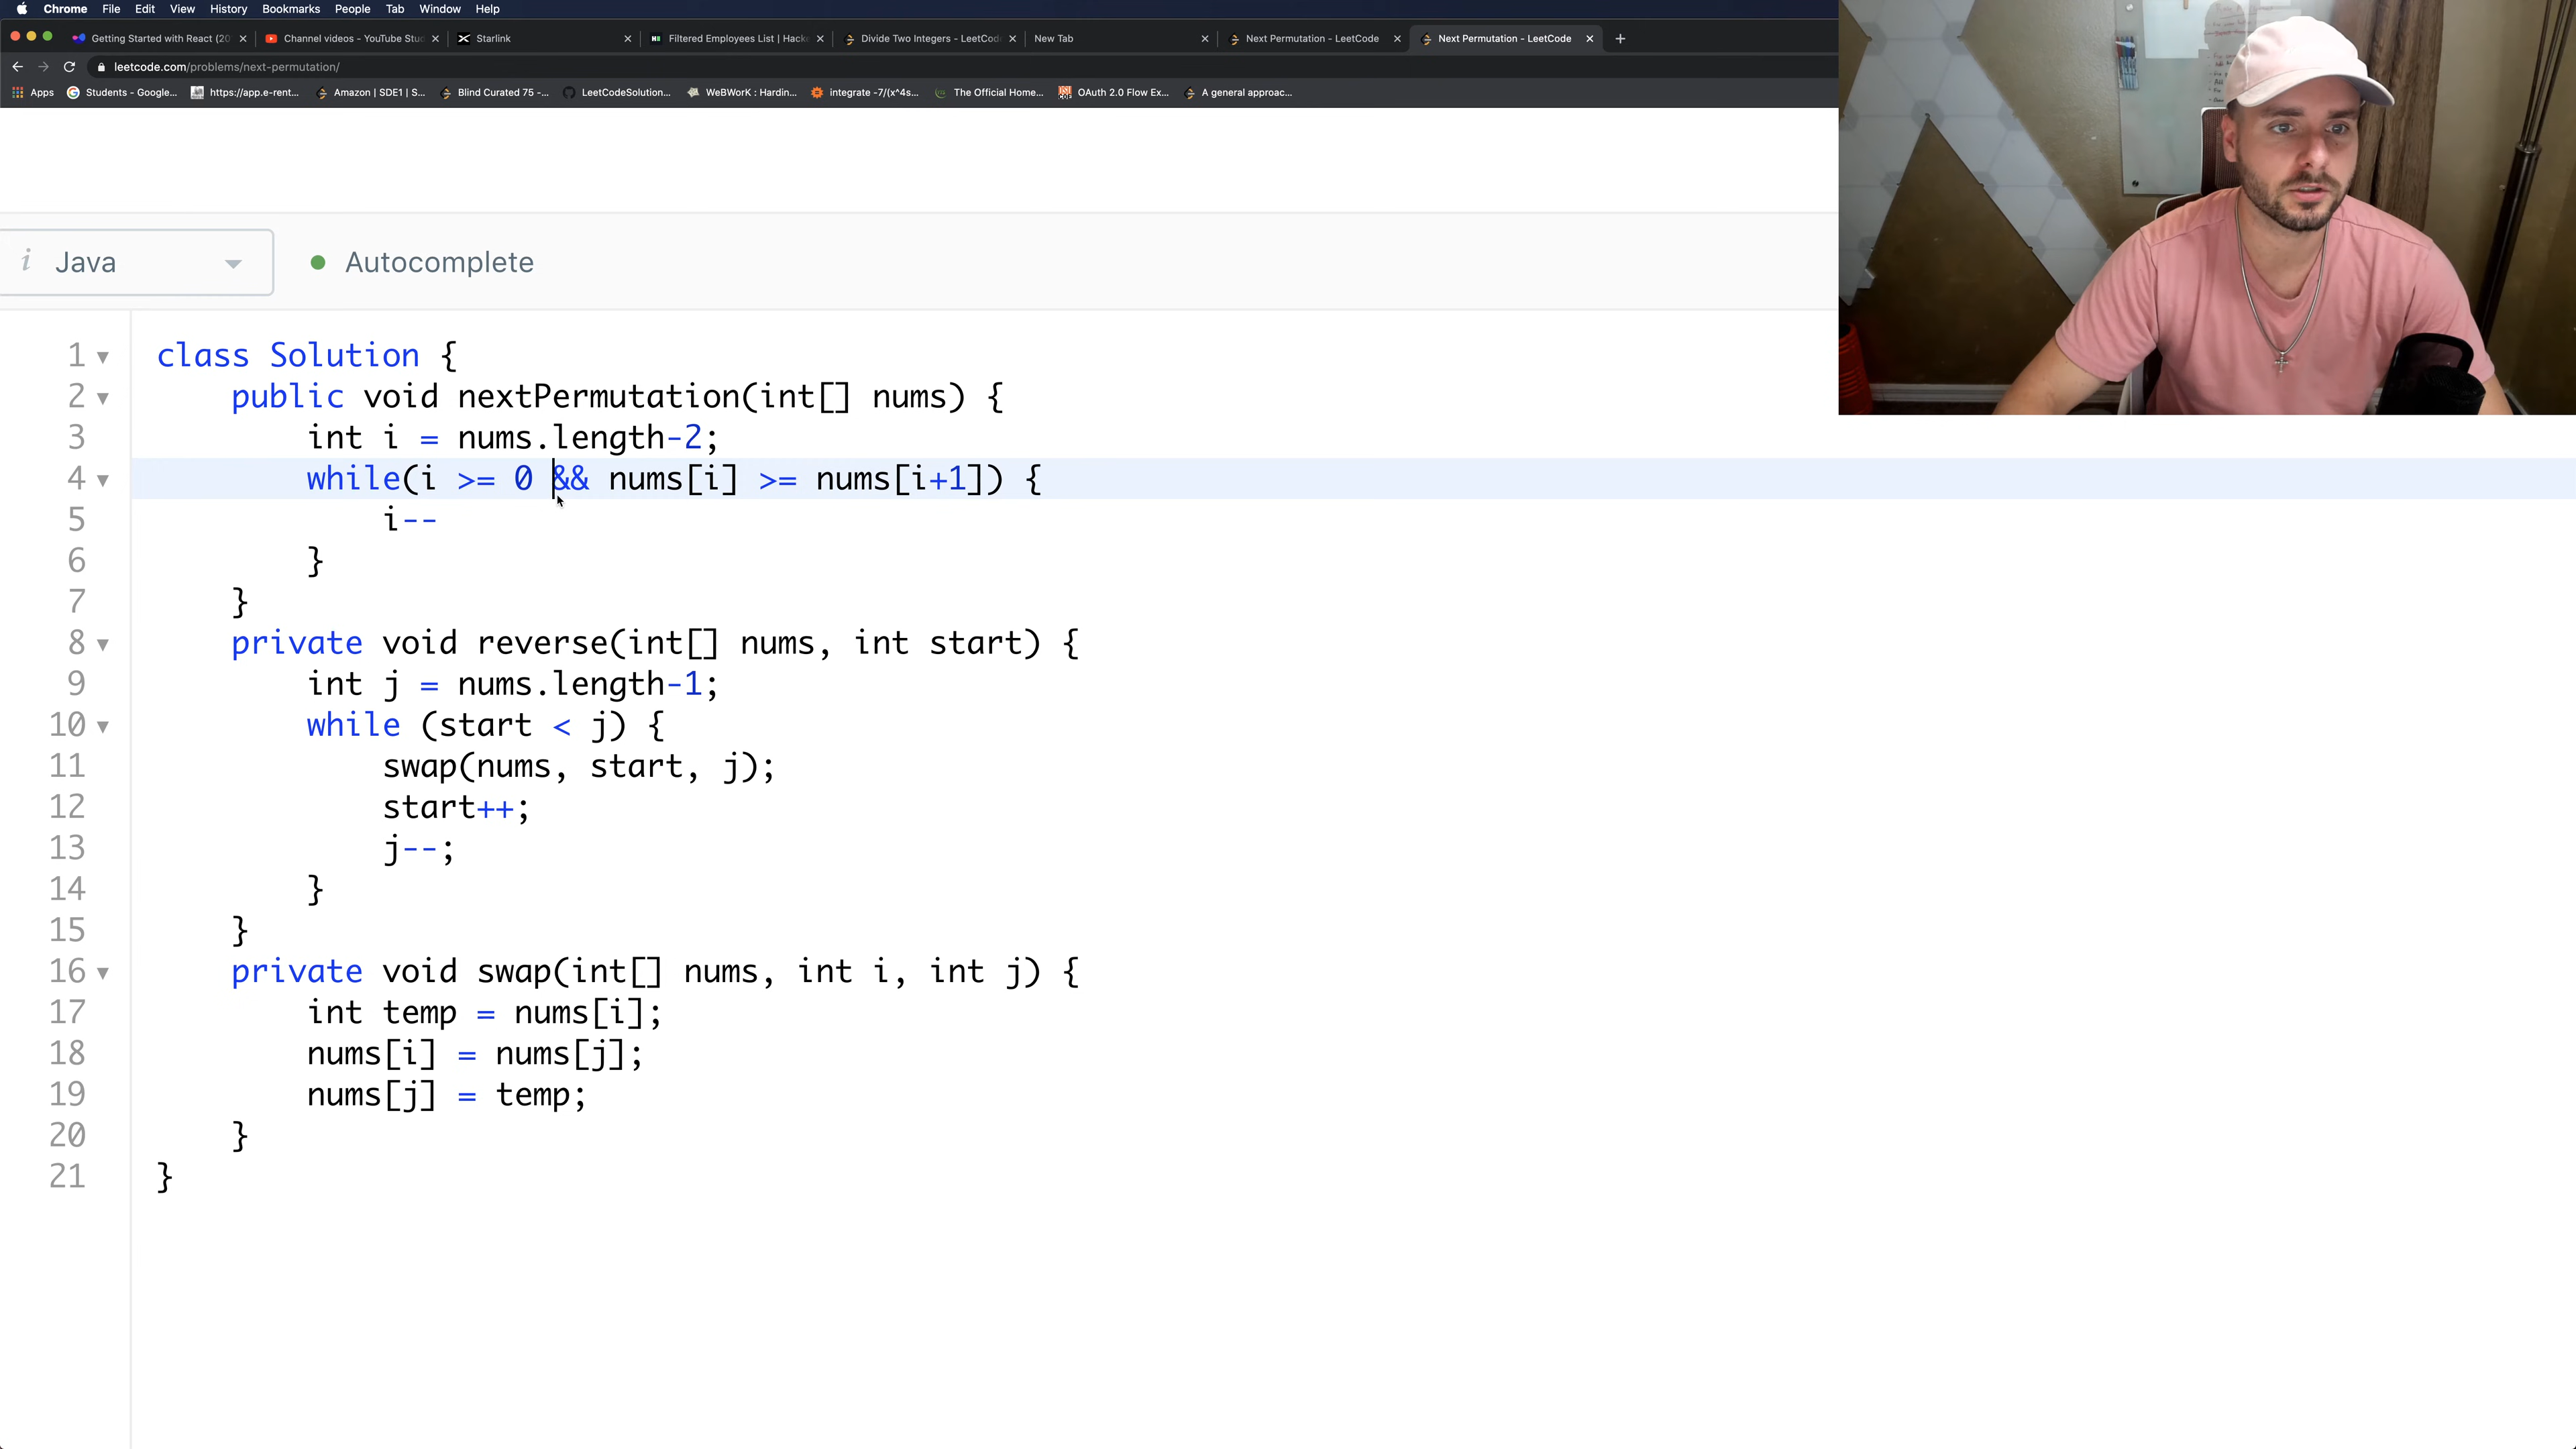 Chrome File Edit View History Bookmarks People Tab Window Help
Getting Started with React (20 Channel videos - YouTube Stud Starlink Filtered Employees List | Hacke Divide Two Integers - LeetCode New Tab Next Permutation - LeetCode Next Permutation - LeetCode
leetcode.com/problems/next-permutation/
Apps Students - Google... https://app.e-rent... Amazon | SDE1 | S... Blind Curated 75 -... LeetCodeSolution... WeBWorK : Hardin... integrate -7/(x^4s... The Official Home... OAuth 2.0 Flow Ex... A general approac...
i Java Autocomplete
1 class Solution {
2 public void nextPermutation(int[] nums) {
3 int i = nums.length-2;
4 while(i >= 0 && nums[i] >= nums[i+1]) {
5 i--
6 }
7 }
8 private void reverse(int[] nums, int start) {
9 int j = nums.length-1;
10 while (start < j) {
11 swap(nums, start, j);
12 start++;
13 j--;
14 }
15 }
16 private void swap(int[] nums, int i, int j) {
17 int temp = nums[i];
18 nums[i] = nums[j];
19 nums[j] = temp;
20 }
21 }